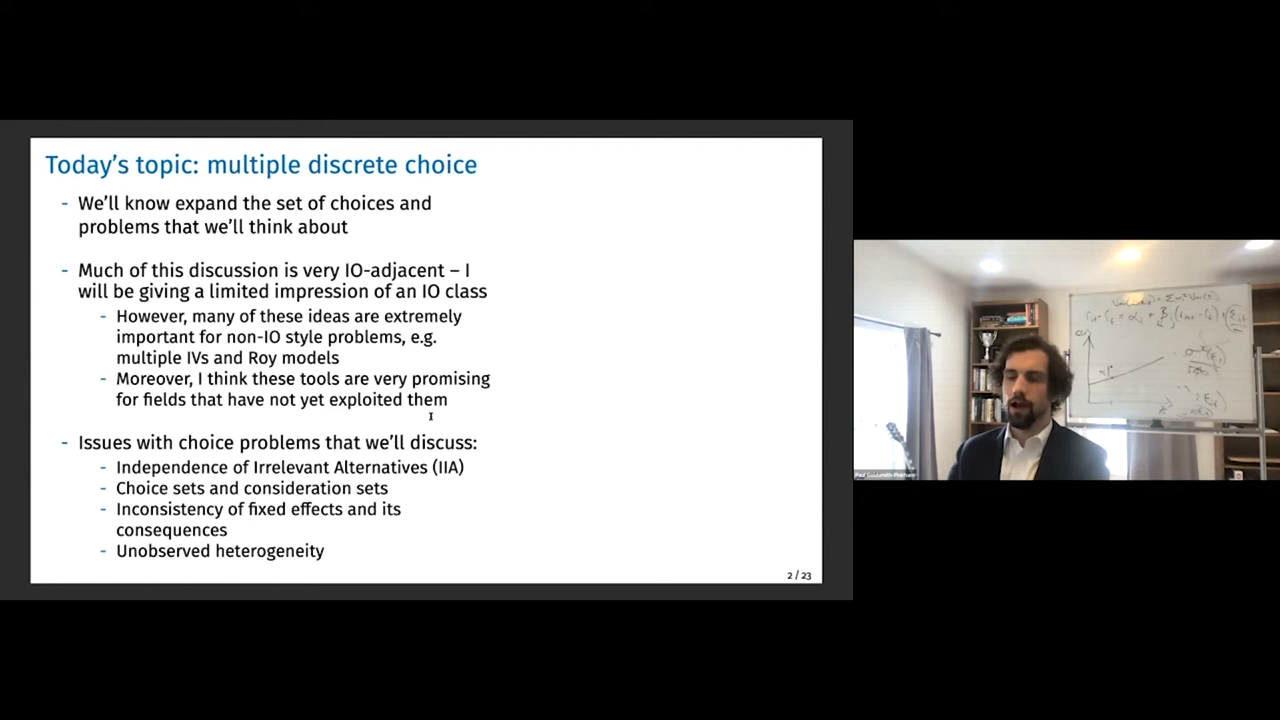 Today's topic: multiple discrete choice
- We'll know expand the set of choices and
problems that we'll think about
- Much of this discussion is very IO-adjacent – I
will be giving a limited impression of an IO class
- However, many of these ideas are extremely
important for non-IO style problems, e.g.
multiple IVs and Roy models
- Moreover, I think these tools are very promising
for fields that have not yet exploited them
- Issues with choice problems that we'll discuss:
- Independence of Irrelevant Alternatives (IIA)
- Choice sets and consideration sets
- Inconsistency of fixed effects and its
consequences
- Unobserved heterogeneity
2 / 23
Paul Goldsmith-Pinkham